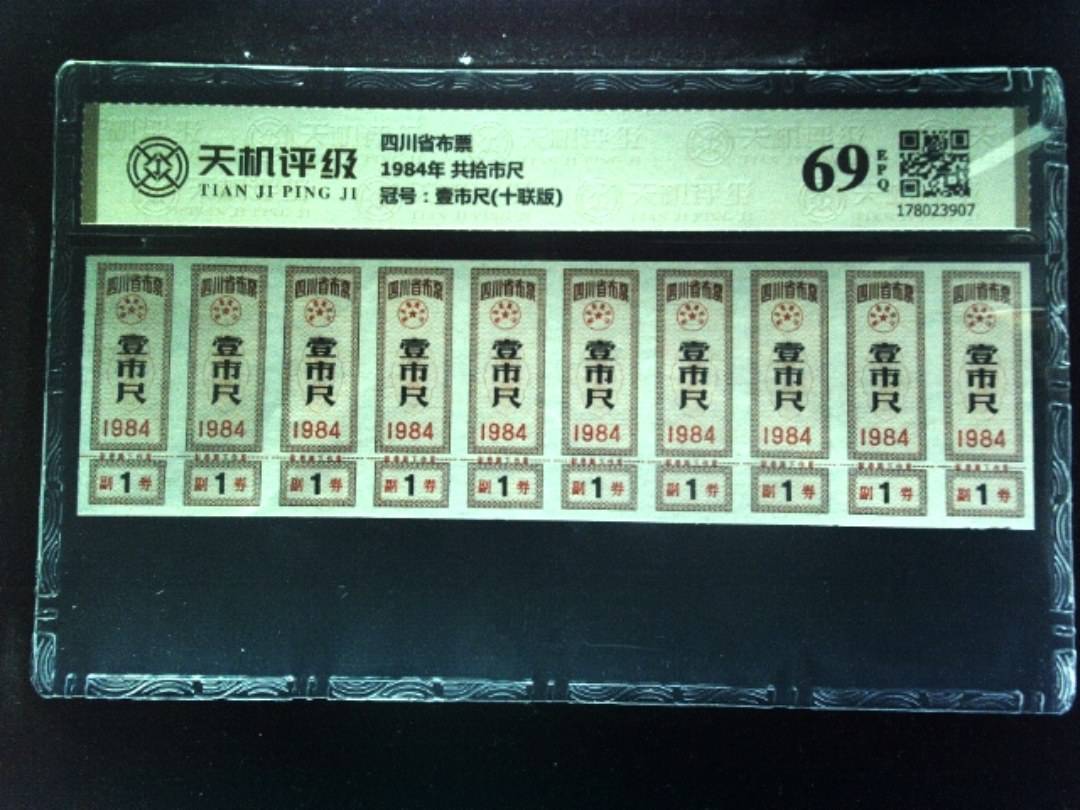 天机评级
TIAN JI PING JI
四川省布票
1984年 共拾市尺
冠号：壹市尺(十联版)
69
EPQ
178023907
四川省布票 四川省布票 四川省布票 四川省布票 四川省布票 四川省布票 四川省布票 四川省布票 四川省布票 四川省布票
壹市尺 壹市尺 壹市尺 壹市尺 壹市尺 壹市尺 壹市尺 壹市尺 壹市尺 壹市尺
1984 1984 1984 1984 1984 1984 1984 1984 1984 1984
副1券 副1券 副1券 副1券 副1券 副1券 副1券 副1券 副1券 副1券